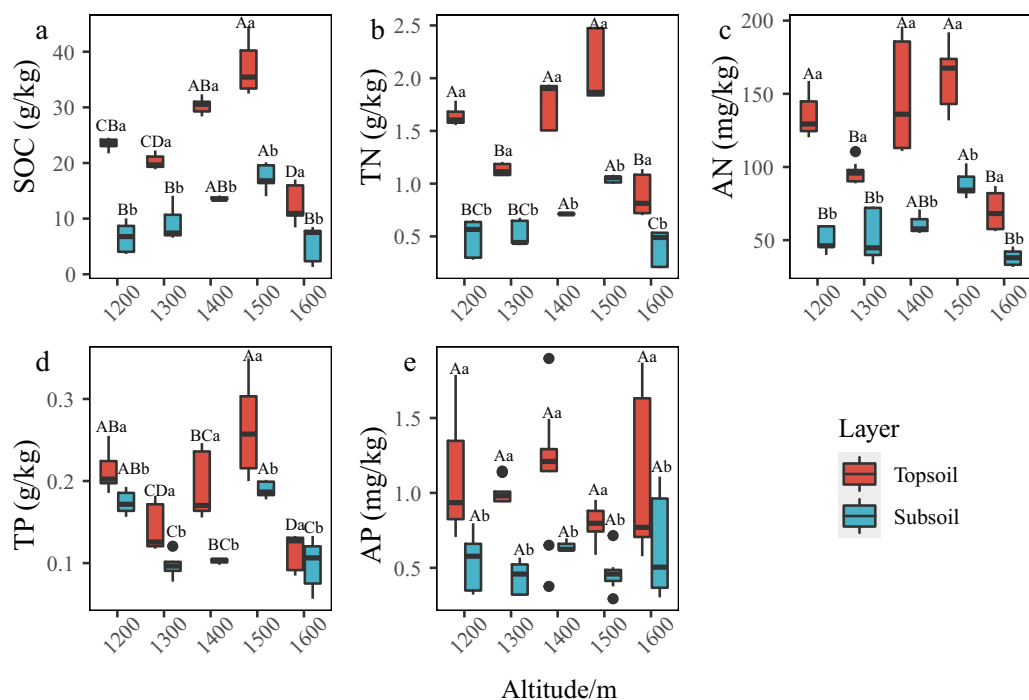 a
SOC (g/kg)
40
30
20
10
0
CBa
Bb
CDa
Bb
ABa
ABb
Aa
Ab
Da
Bb
1200
1300
1400
1500
1600
b
TN (g/kg)
2.5
2.0
1.5
1.0
0.5
Aa
BCb
Ba
BCb
Aa
Ab
Aa
Ab
Ba
Cb
1200
1300
1400
1500
1600
c
AN (mg/kg)
200
150
100
50
Aa
Bb
Ba
Bb
Aa
ABb
Aa
Ab
Ba
Bb
1200
1300
1400
1500
1600
d
TP (g/kg)
0.3
0.2
0.1
ABa
ABb
CDa
Cb
BCa
BCb
Aa
Ab
Da
Cb
1200
1300
1400
1500
1600
e
AP (mg/kg)
1.5
1.0
0.5
Aa
Ab
Aa
Ab
Aa
Ab
Aa
Ab
Aa
Ab
1200
1300
1400
1500
1600
Layer
Topsoil
Subsoil
Altitude/m